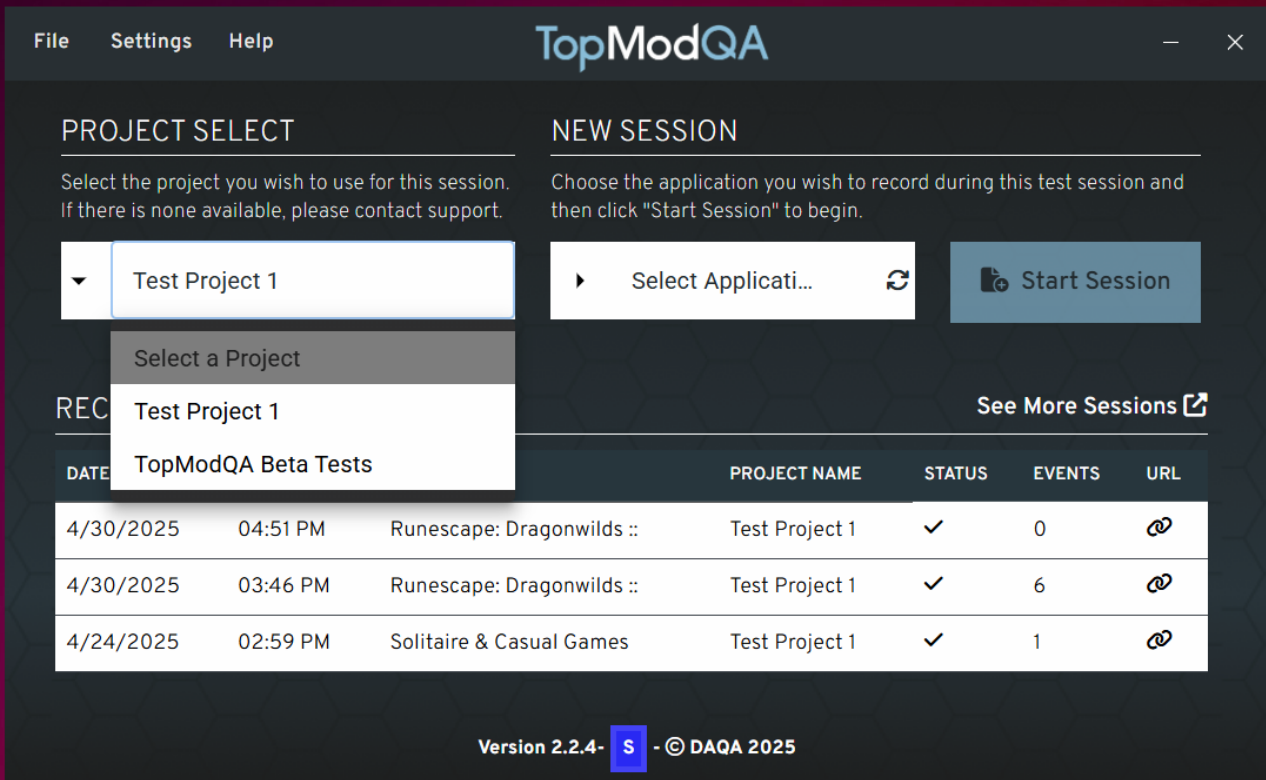 File Settings Help TopModQA
PROJECT SELECT
Select the project you wish to use for this session.
If there is none available, please contact support.
NEW SESSION
Choose the application you wish to record during this test session and
then click "Start Session" to begin.
Test Project 1
Select Applicati...
Start Session
Select a Project
Test Project 1
TopModQA Beta Tests
REC
See More Sessions
DATE PROJECT NAME STATUS EVENTS URL
4/30/2025 04:51 PM Runescape: Dragonwilds :: Test Project 1 0
4/30/2025 03:46 PM Runescape: Dragonwilds :: Test Project 1 6
4/24/2025 02:59 PM Solitaire & Casual Games Test Project 1 1
Version 2.2.4- S - © DAQA 2025